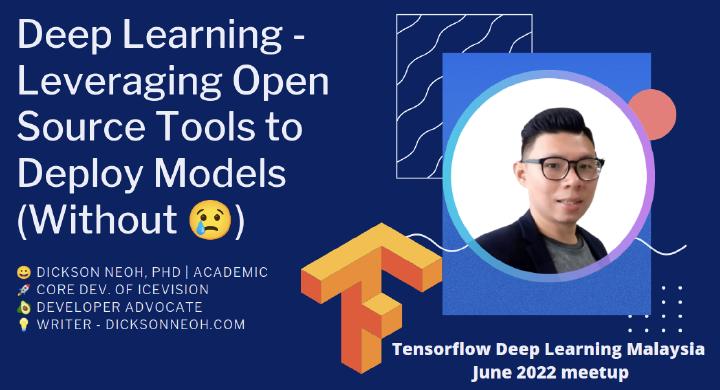 Deep Learning -
Leveraging Open
Source Tools to
Deploy Models
(Without 😢)
😀 DICKSON NEOH, PHD | ACADEMIC
🚀 CORE DEV. OF ICEVISION
🥑 DEVELOPER ADVOCATE
💡 WRITER - DICKSONNEOH.COM
Tensorflow Deep Learning Malaysia
June 2022 meetup